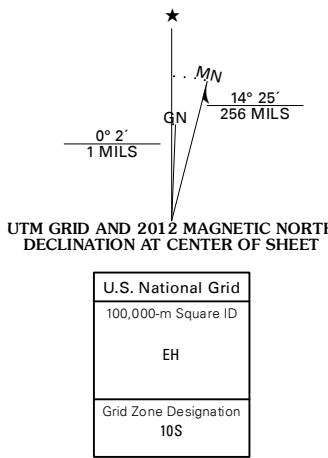 MN
GN
14° 25´
256 MILS
0° 2´
1 MILS
UTM GRID AND 2012 MAGNETIC NORTH
DECLINATION AT CENTER OF SHEET
U.S. National Grid
100,000-m Square ID
EH
Grid Zone Designation
10S